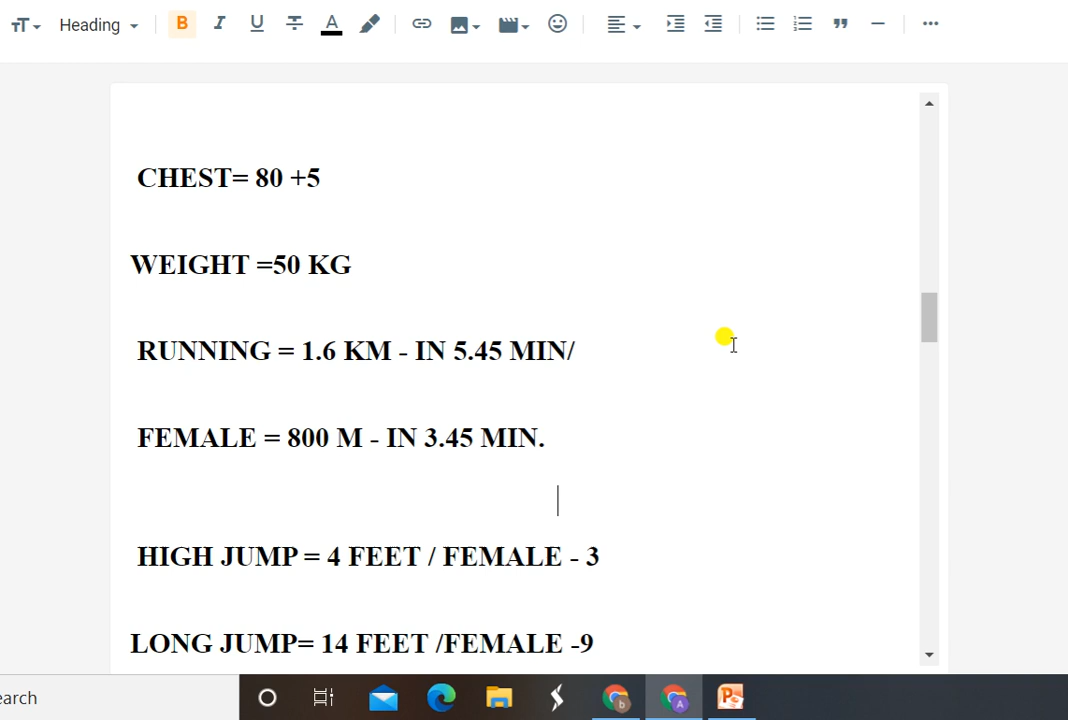 Heading
CHEST= 80 +5
WEIGHT =50 KG
RUNNING = 1.6 KM - IN 5.45 MIN/
FEMALE = 800 M - IN 3.45 MIN.
HIGH JUMP = 4 FEET / FEMALE - 3
LONG JUMP= 14 FEET /FEMALE -9
earch